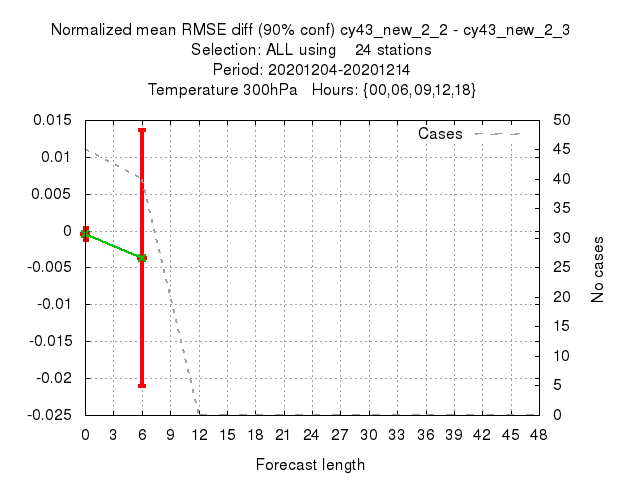 Normalized mean RMSE diff (90% conf) cy43_new_2_2 - cy43_new_2_3
Selection: ALL using    24 stations
Period: 20201204-20201214
Temperature 300hPa   Hours: {00,06,09,12,18}
0.015
0.01
0.005
0
-0.005
-0.01
-0.015
-0.02
-0.025
Cases
50
45
40
35
30
25
20
15
10
5
0
No cases
0 3 6 9 12 15 18 21 24 27 30 33 36 39 42 45 48
Forecast length